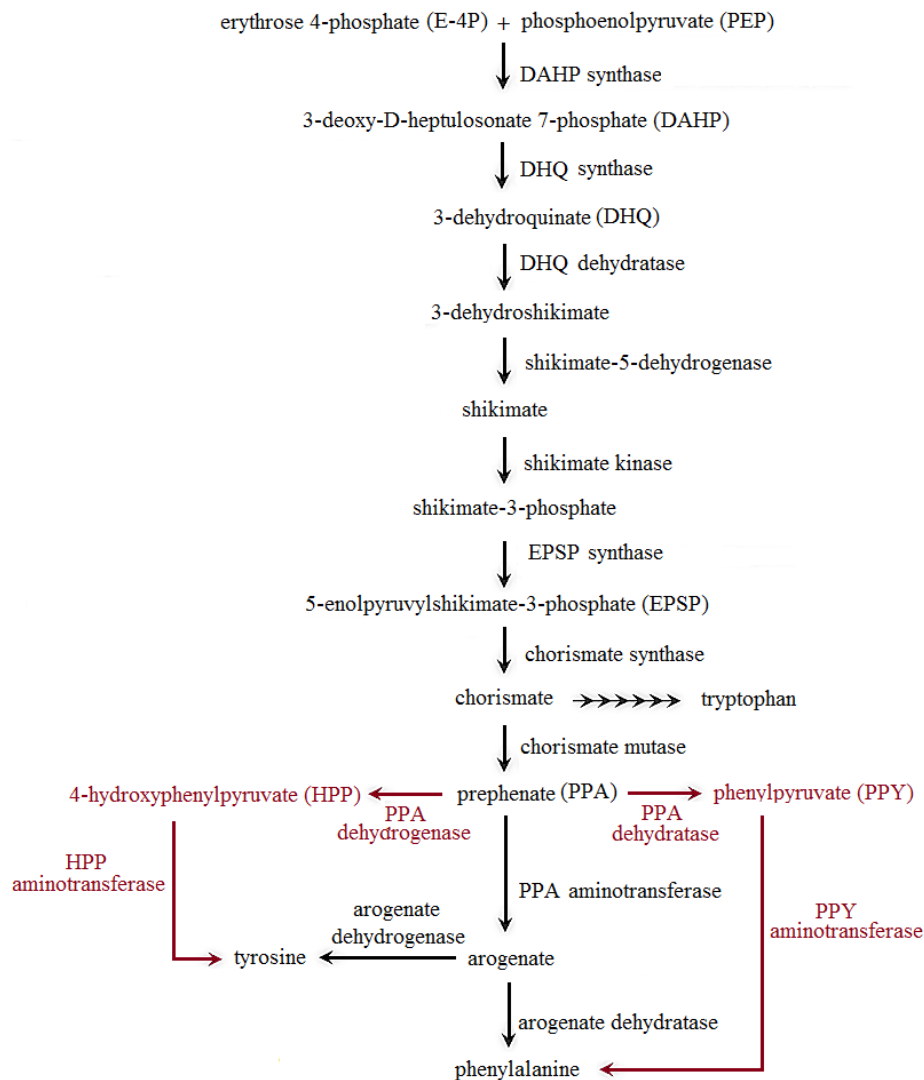 erythrose 4-phosphate (E-4P) + phosphoenolpyruvate (PEP)
DAHP synthase
3-deoxy-D-heptulosonate 7-phosphate (DAHP)
DHQ synthase
3-dehydroquinate (DHQ)
DHQ dehydratase
3-dehydroshikimate
shikimate-5-dehydrogenase
shikimate
shikimate kinase
shikimate-3-phosphate
EPSP synthase
5-enolpyruvylshikimate-3-phosphate (EPSP)
chorismate synthase
chorismate tryptophan
chorismate mutase
4-hydroxyphenylpyruvate (HPP) prephenate (PPA) phenylpyruvate (PPY)
PPA
dehydrogenase
PPA
dehydratase
HPP
aminotransferase
PPA aminotransferase
PPY
aminotransferase
arogenate
dehydrogenase
tyrosine arogenate
arogenate dehydratase
phenylalanine